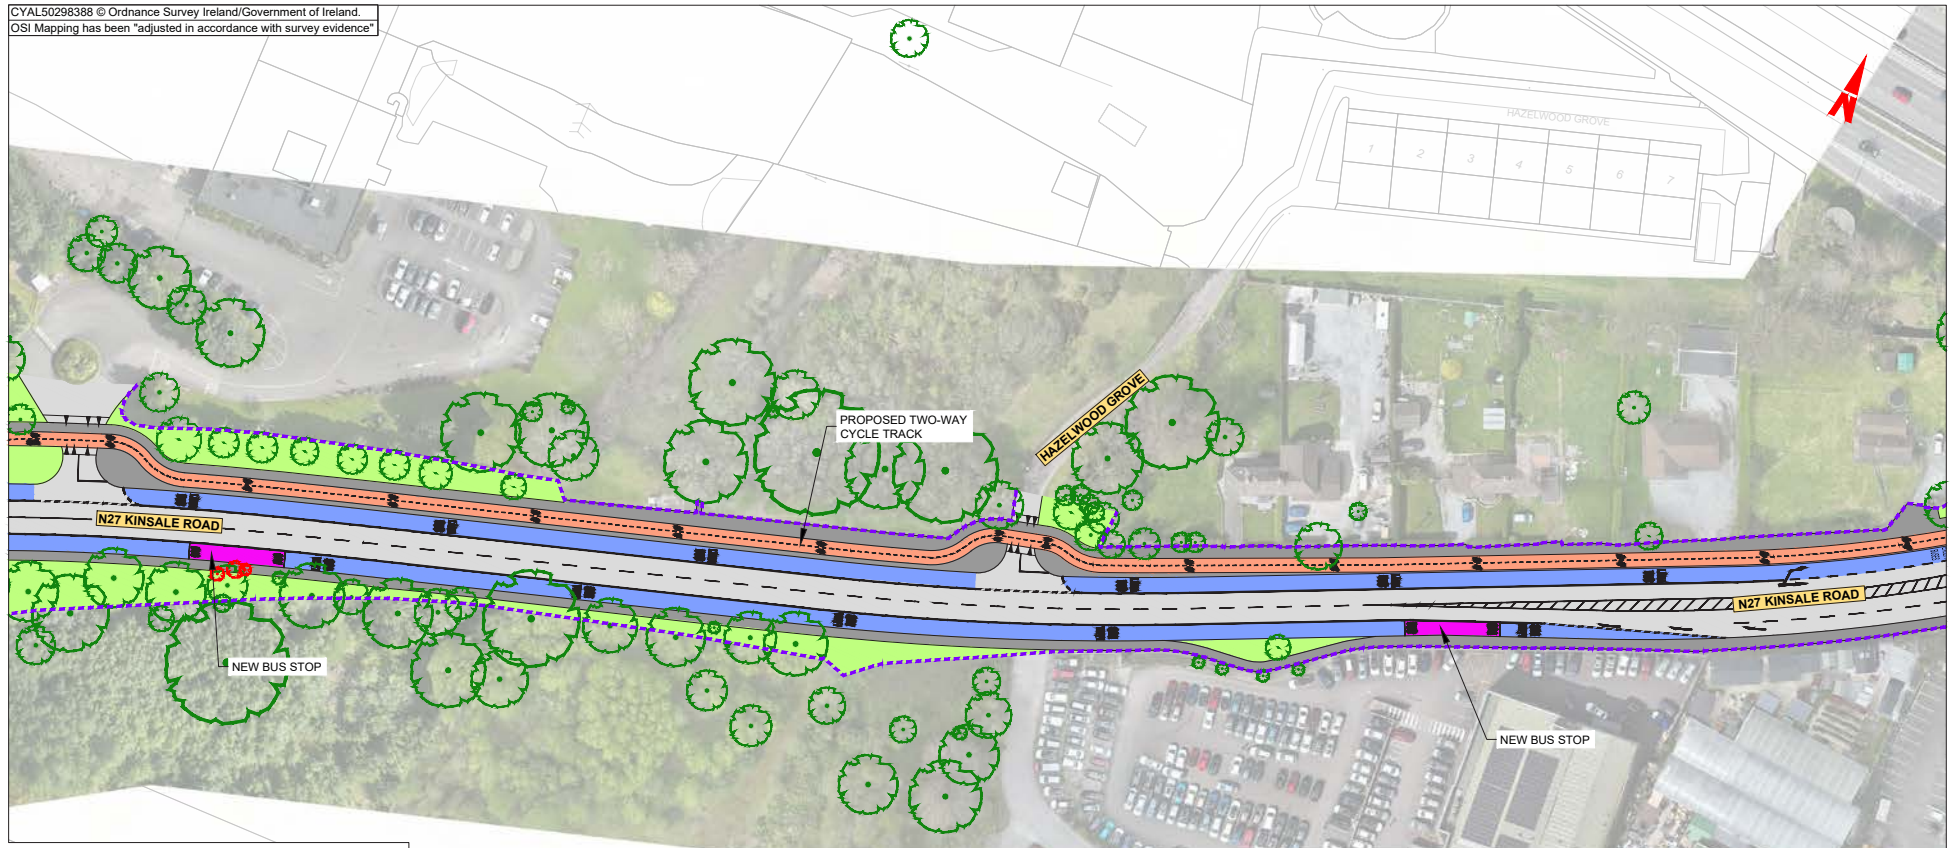 CYAL50298388 © Ordnance Survey Ireland/Government of Ireland.
OSI Mapping has been "adjusted in accordance with survey evidence"
N
HAZELWOOD GROVE
1 2 3 4 5 6 7
HAZELWOOD GROVE
PROPOSED TWO-WAY
CYCLE TRACK
N27 KINSALE ROAD
N27 KINSALE ROAD
NEW BUS STOP
NEW BUS STOP